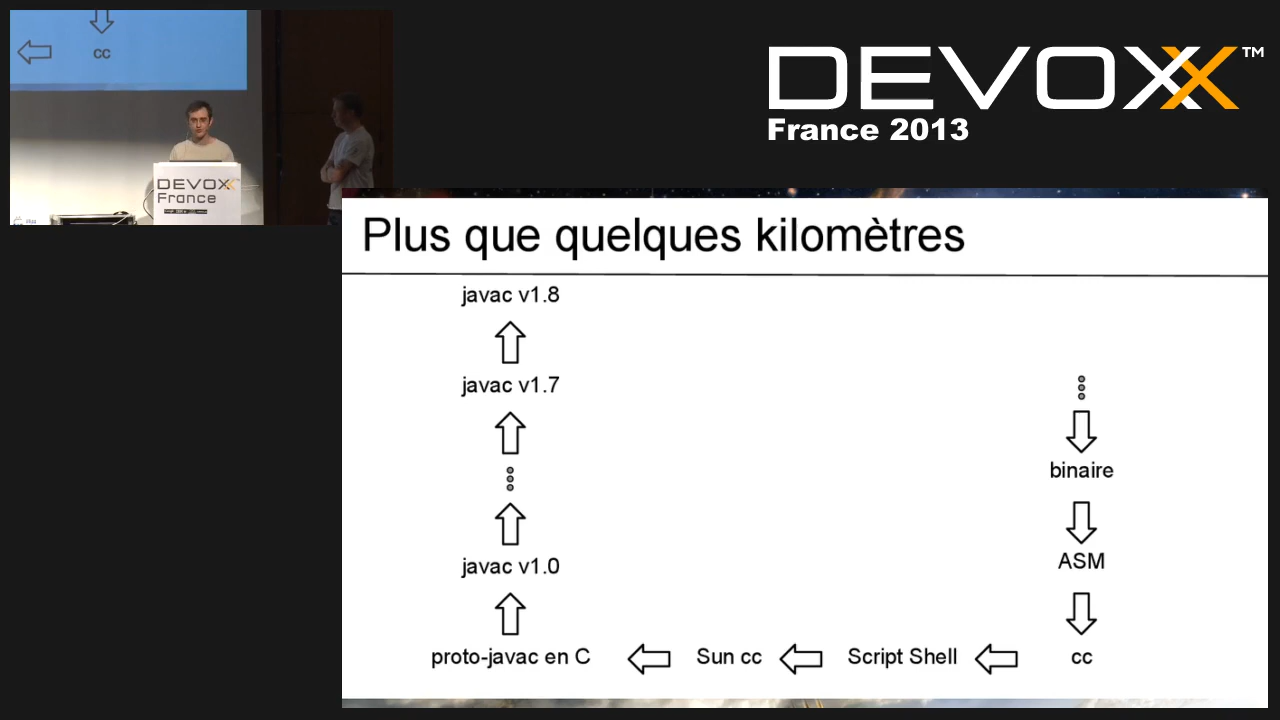 cc
DEVOXX
France
DEVOXX™
France 2013
Plus que quelques kilomètres
javac v1.8
javac v1.7
binaire
javac v1.0
ASM
proto-javac en C
Sun cc
Script Shell
cc